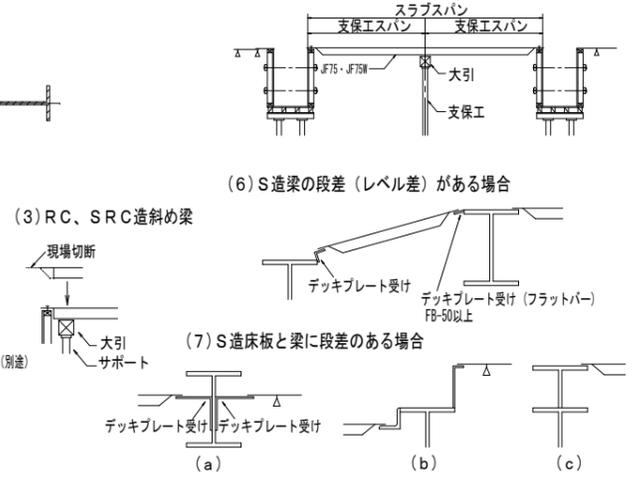 スラブスパン
支保工スパン
支保工スパン
JF75・JF75W
大引
支保工
(6)S造梁の段差(レベル差)がある場合
(3)RC、SRC造斜め梁
現場切断
デッキプレート受け
デッキプレート受け(フラットバー)
FB-50以上
大引
サポート
(別途)
(7)S造床板と梁に段差のある場合
デッキプレート受け
デッキプレート受け
(a)
(b)
(c)